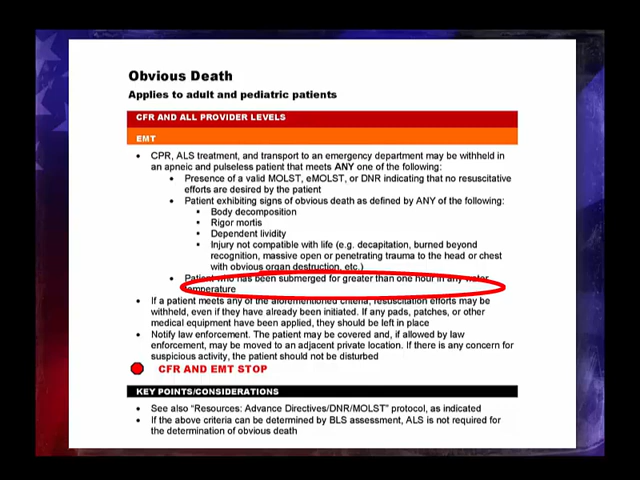 Obvious Death
Applies to adult and pediatric patients
CFR AND ALL PROVIDER LEVELS
EMT
• CPR, ALS treatment, and transport to an emergency department may be withheld in
an apneic and pulseless patient that meets ANY one of the following:
• Presence of a valid MOLST, eMOLST, or DNR indicating that no resuscitative
efforts are desired by the patient
• Patient exhibiting signs of obvious death as defined by ANY of the following:
▪ Body decomposition
▪ Rigor mortis
▪ Dependent lividity
▪ Injury not compatible with life (e.g. decapitation, burned beyond
recognition, massive open or penetrating trauma to the head or chest
with obvious organ destruction, etc.)
• Patient who has been submerged for greater than one hour in any water
temperature
• If a patient meets any of the aforementioned criteria, resuscitation efforts may be
withheld, even if they have already been initiated. If any pads, patches, or other
medical equipment have been applied, they should be left in place
• Notify law enforcement. The patient may be covered and, if allowed by law
enforcement, may be moved to an adjacent private location. If there is any concern for
suspicious activity, the patient should not be disturbed
CFR AND EMT STOP
KEY POINTS/CONSIDERATIONS
• See also “Resources: Advance Directives/DNR/MOLST” protocol, as indicated
• If the above criteria can be determined by BLS assessment, ALS is not required for
the determination of obvious death